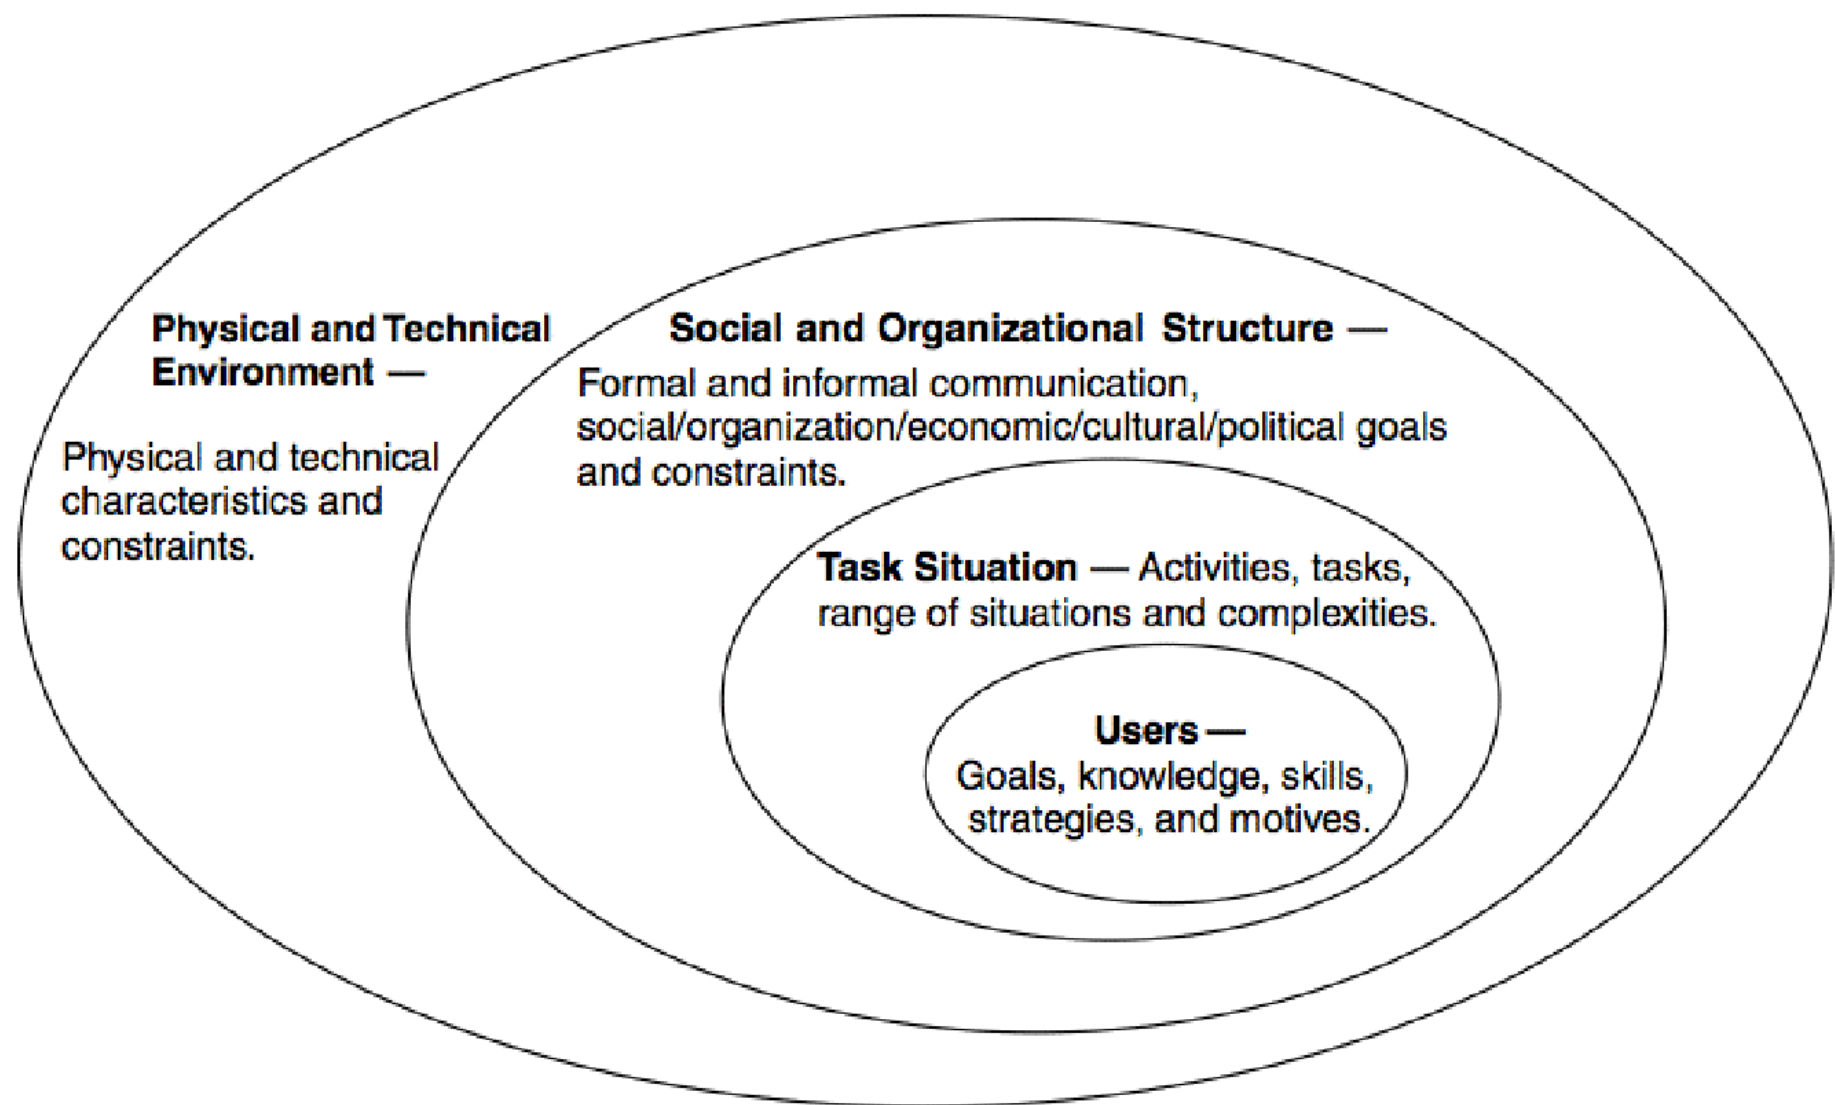 Physical and Technical
Environment —
Physical and technical
characteristics and
constraints.
Social and Organizational Structure —
Formal and informal communication,
social/organization/economic/cultural/political goals
and constraints.
Task Situation — Activities, tasks,
range of situations and complexities.
Users —
Goals, knowledge, skills,
strategies, and motives.